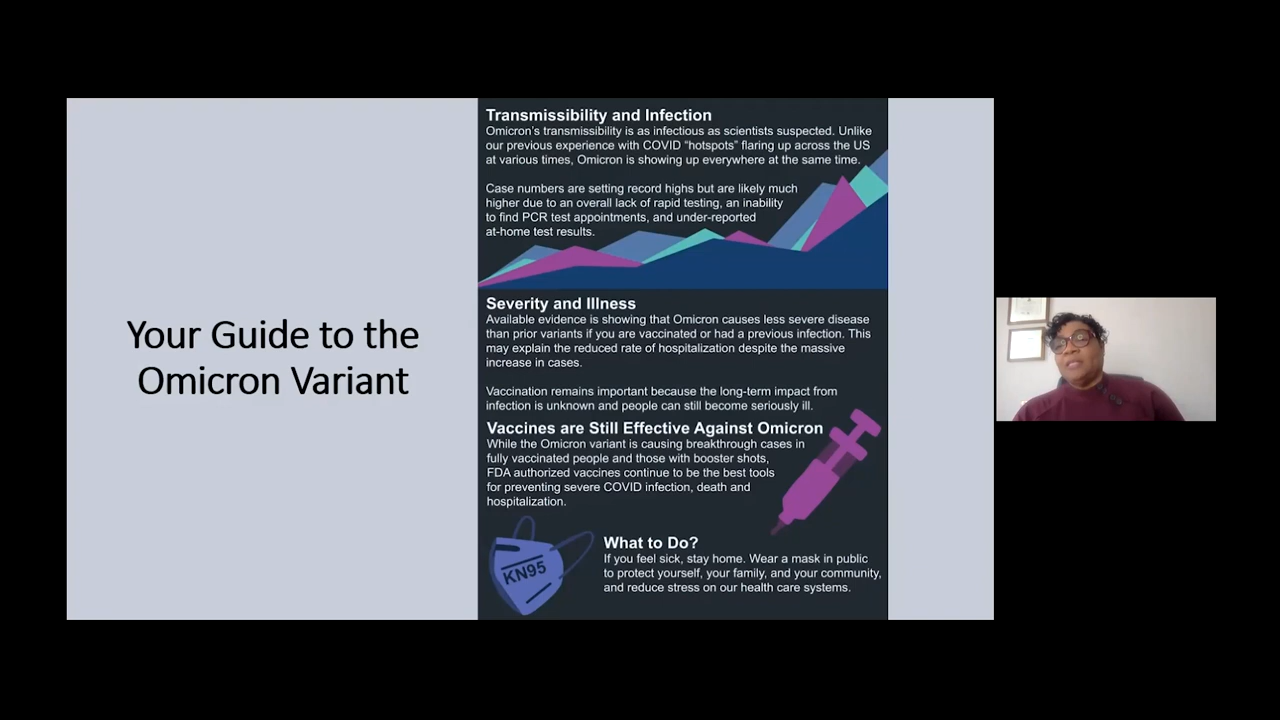 Your Guide to the
Omicron Variant
Transmissibility and Infection
Omicron's transmissibility is as infectious as scientists suspected. Unlike
our previous experience with COVID "hotspots" flaring up across the US
at various times, Omicron is showing up everywhere at the same time.
Case numbers are setting record highs but are likely much
higher due to an overall lack of rapid testing, an inability
to find PCR test appointments, and under-reported
at-home test results.
Severity and Illness
Available evidence is showing that Omicron causes less severe disease
than prior variants if you are vaccinated or had a previous infection. This
may explain the reduced rate of hospitalization despite the massive
increase in cases.
Vaccination remains important because the long-term impact from
infection is unknown and people can still become seriously ill.
Vaccines are Still Effective Against Omicron
While the Omicron variant is causing breakthrough cases in
fully vaccinated people and those with booster shots,
FDA authorized vaccines continue to be the best tools
for preventing severe COVID infection, death and
hospitalization.
KN95
What to Do?
If you feel sick, stay home. Wear a mask in public
to protect yourself, your family, and your community,
and reduce stress on our health care systems.